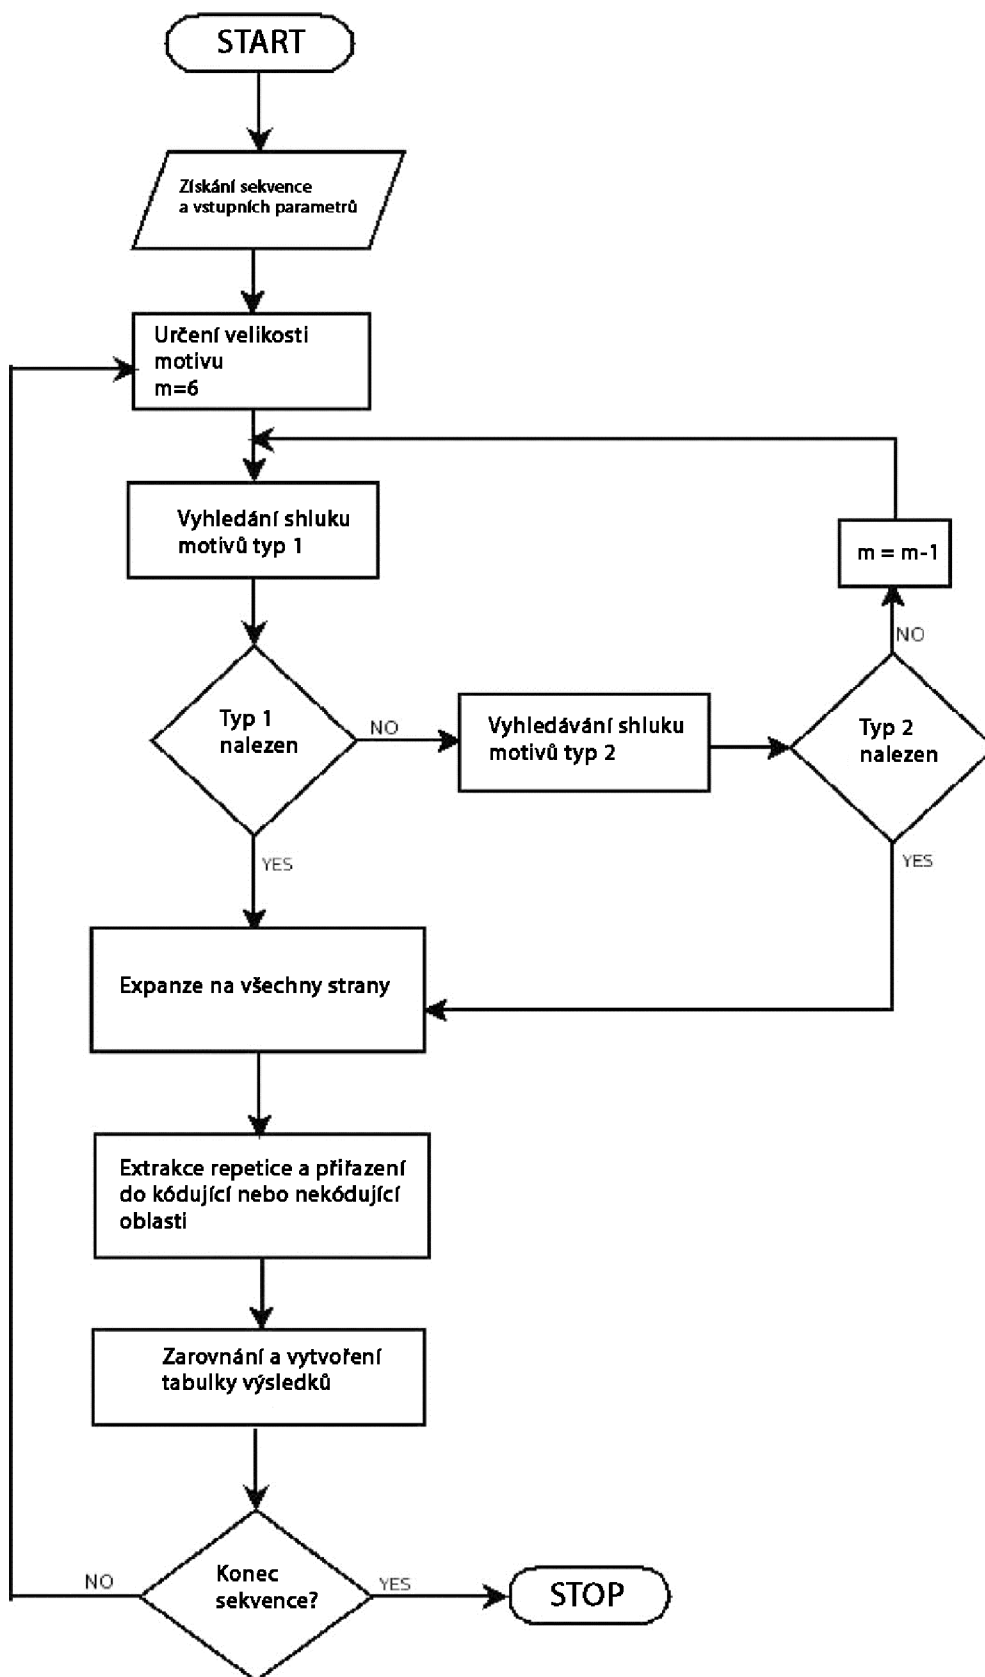 START
Získání sekvence
a vstupních parametrů
Určení velikosti
motivu
m=6
Vyhledání shluku
motivů typ 1
m = m-1
NO
Typ 1
nalezen
NO
Vyhledávání shluku
motivů typ 2
Typ 2
nalezen
YES
YES
Expanze na všechny strany
Extrakce repetice a přiřazení
do kódující nebo nekódující
oblasti
Zarovnání a vytvoření
tabulky výsledků
Konec
sekvence?
NO
YES
STOP